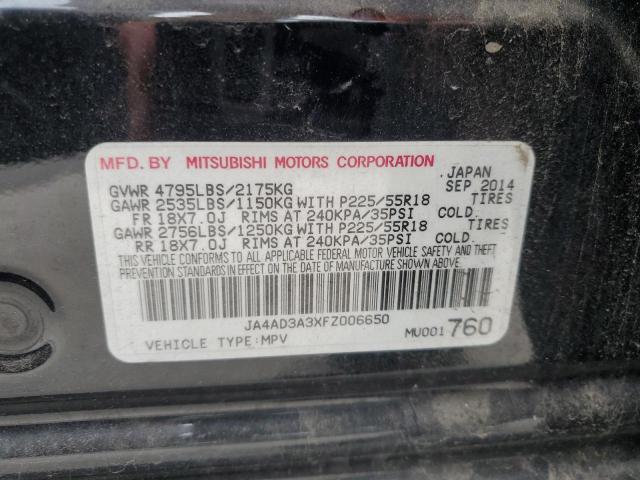 MFD. BY MITSUBISHI MOTORS CORPORATION
JAPAN
GVWR 4795LBS/2175KG SEP 2014
GAWR 2535LBS/1150KG WITH P225/55R18 TIRES
FR 18X7.0J RIMS AT 240KPA/35PSI COLD.
GAWR 2756LBS/1250KG WITH P225/55R18 TIRES
RR 18X7.0J RIMS AT 240KPA/35PSI COLD.
THIS VEHICLE CONFORMS TO ALL APPLICABLE FEDERAL MOTOR VEHICLE SAFETY AND THEFT
PREVENTION STANDARDS IN EFFECT ON THE DATE OF MANUFACTURE SHOWN ABOVE.
JA4AD3A3XFZ006650
VEHICLE TYPE:MPV MU001760